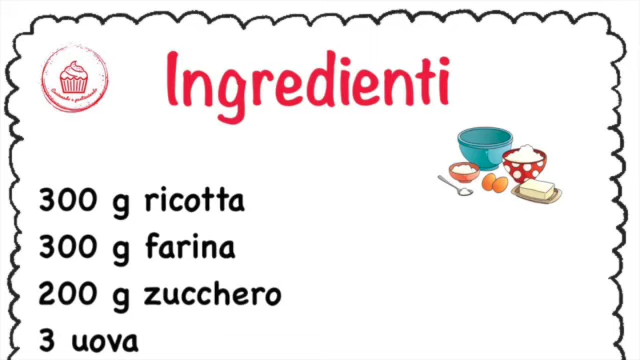 Ingredienti
300 g ricotta
300 g farina
200 g zucchero
3 uova